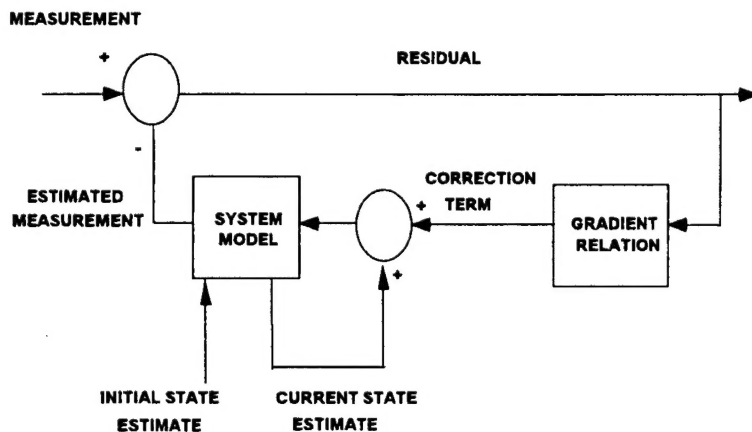 MEASUREMENT
+
RESIDUAL
-
ESTIMATED
MEASUREMENT
SYSTEM
MODEL
+
CORRECTION
TERM
GRADIENT
RELATION
+
INITIAL STATE
ESTIMATE
CURRENT STATE
ESTIMATE